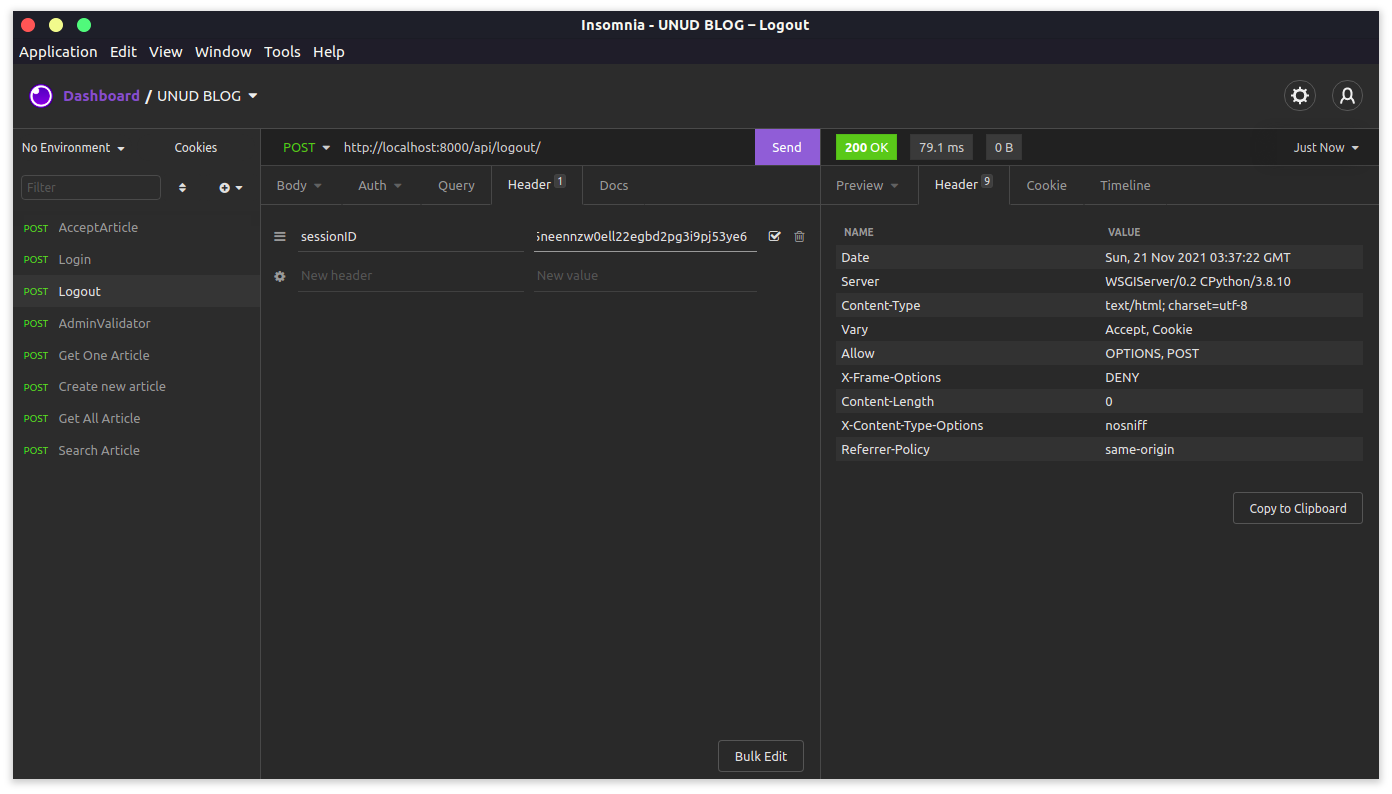 Insomnia - UNUD BLOG – Logout
Application Edit View Window Tools Help
Dashboard / UNUD BLOG
No Environment Cookies
Filter
POST AcceptArticle
POST Login
POST Logout
POST AdminValidator
POST Get One Article
POST Create new article
POST Get All Article
POST Search Article
POST http://localhost:8000/api/logout/ Send
Body Auth Query Header 1 Docs
sessionID neennzw0ell22egbd2pg3i9pj53ye6
New header New value
Bulk Edit
200 OK 79.1 ms 0 B Just Now
Preview Header 9 Cookie Timeline
NAME VALUE
Date Sun, 21 Nov 2021 03:37:22 GMT
Server WSGIServer/0.2 CPython/3.8.10
Content-Type text/html; charset=utf-8
Vary Accept, Cookie
Allow OPTIONS, POST
X-Frame-Options DENY
Content-Length 0
X-Content-Type-Options nosniff
Referrer-Policy same-origin
Copy to Clipboard